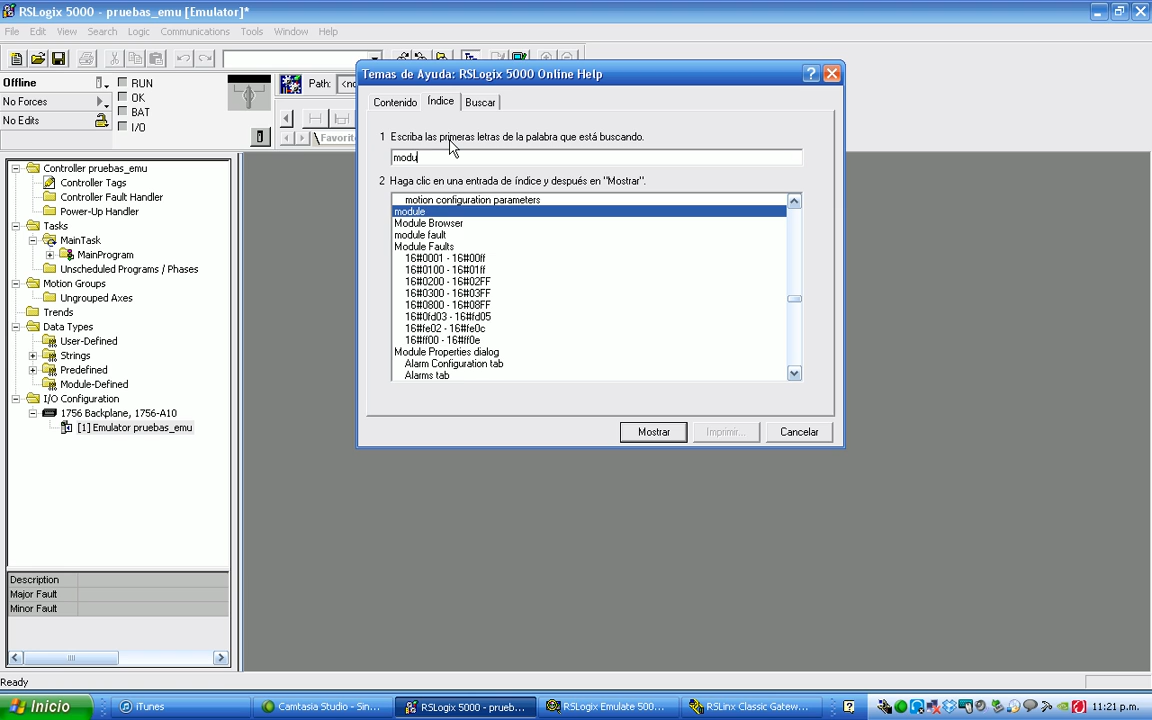 RSLogix 5000 - pruebas_emu [Emulator]*
File Edit View Search Logic Communications Tools Window Help
Offline
No Forces
No Edits
RUN
OK
BAT
I/O
Path:
Favorit
Temas de Ayuda: RSLogix 5000 Online Help
Contenido Índice Buscar
1 Escriba las primeras letras de la palabra que está buscando.
modu
2 Haga clic en una entrada de índice y después en "Mostrar".
motion configuration parameters
module
Module Browser
module fault
Module Faults
16#0001 - 16#00ff
16#0100 - 16#01ff
16#0200 - 16#02FF
16#0300 - 16#03FF
16#0800 - 16#08FF
16#0fd03 - 16#fd05
16#fe02 - 16#fe0c
16#ff00 - 16#ff0e
Module Properties dialog
Alarm Configuration tab
Alarms tab
Mostrar Imprimir... Cancelar
Controller pruebas_emu
Controller Tags
Controller Fault Handler
Power-Up Handler
Tasks
MainTask
MainProgram
Unscheduled Programs / Phases
Motion Groups
Ungrouped Axes
Trends
Data Types
User-Defined
Strings
Predefined
Module-Defined
I/O Configuration
1756 Backplane, 1756-A10
[1] Emulator pruebas_emu
Description
Major Fault
Minor Fault
Ready
Inicio
iTunes
Camtasia Studio - Sin...
RSLogix 5000 - prueb...
RSLogix Emulate 500...
RSLinx Classic Gatew...
11:21 p.m.